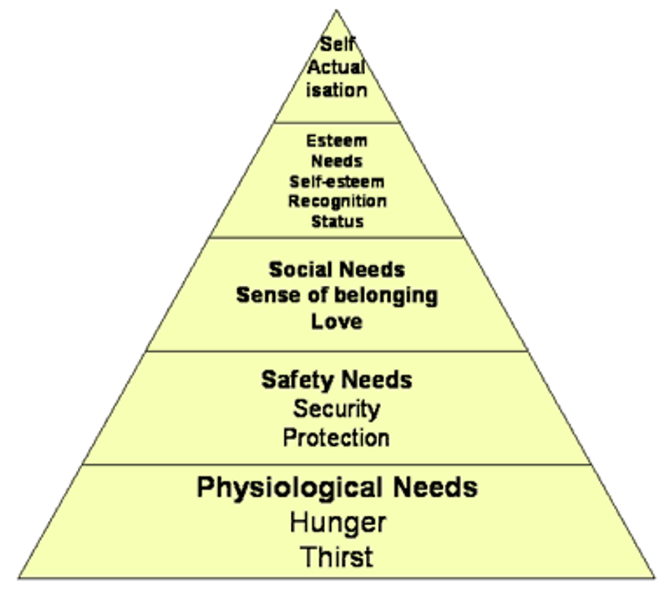 Self
Actual
isation
Esteem
Needs
Self-esteem
Recognition
Status
Social Needs
Sense of belonging
Love
Safety Needs
Security
Protection
Physiological Needs
Hunger
Thirst